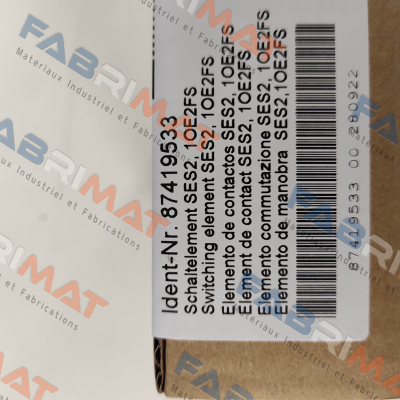 Ident-Nr. 87419533
Schaltelement SES2, 1OE2FS
Switching element SES2, 1OE2FS
Elemento de contactos SES2, 1OE2FS
Element de contact SES2, 1OE2FS
Elemento commutazione SES2, 1OE2FS
Elemento de manobra SES2,1OE2FS
87419533 00 280922
FABRIMAT
Materiaux Industriel et Fabrications